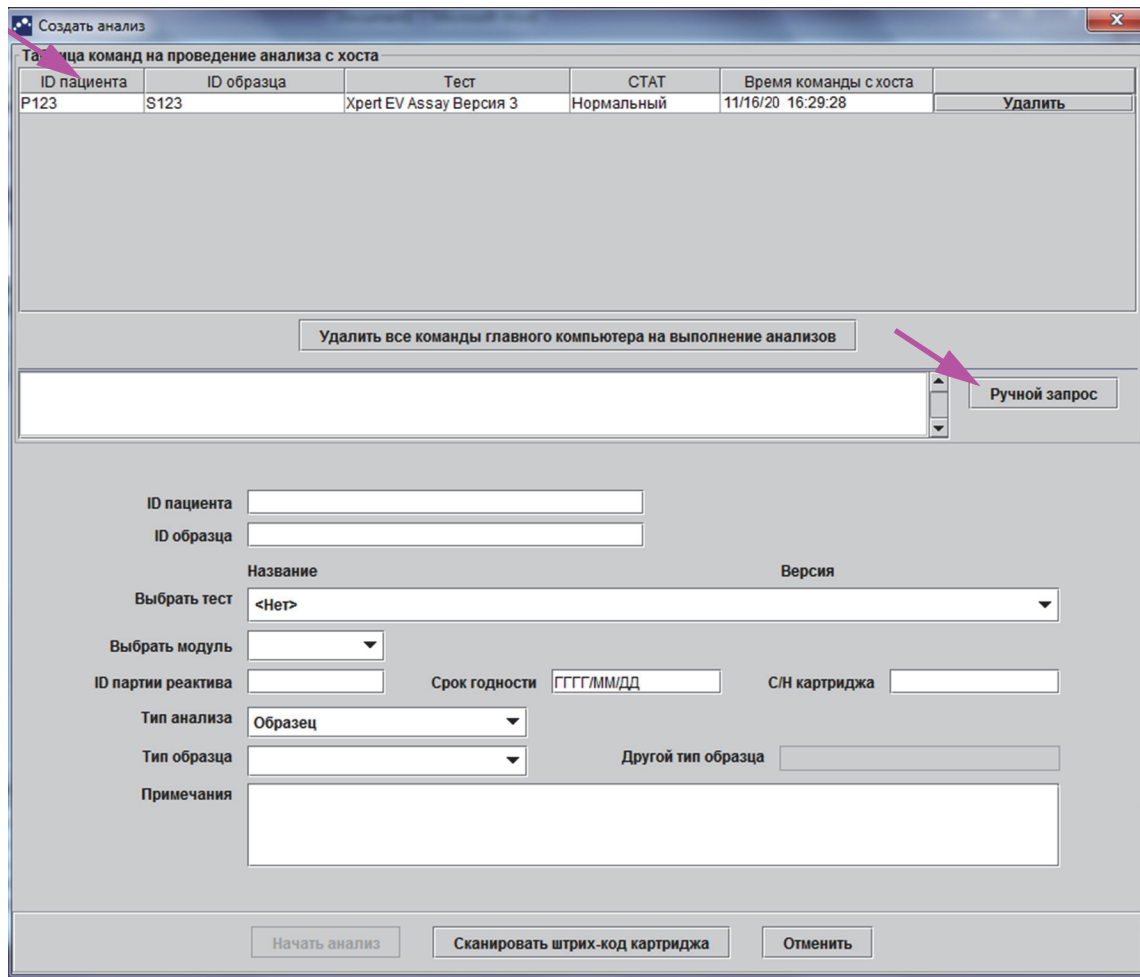 Создать анализ
Таблица команд на проведение анализа с хоста
ID пациента ID образца Тест СТАТ Время команды с хоста
P123 S123 Xpert EV Assay Версия 3 Нормальный 11/16/20 16:29:28 Удалить
Удалить все команды главного компьютера на выполнение анализов
Ручной запрос
ID пациента
ID образца
Название Версия
Выбрать тест <Нет>
Выбрать модуль
ID партии реактива Срок годности ГГГГ/ММ/ДД С/Н картриджа
Тип анализа Образец
Тип образца Другой тип образца
Примечания
Начать анализ Сканировать штрих-код картриджа Отменить